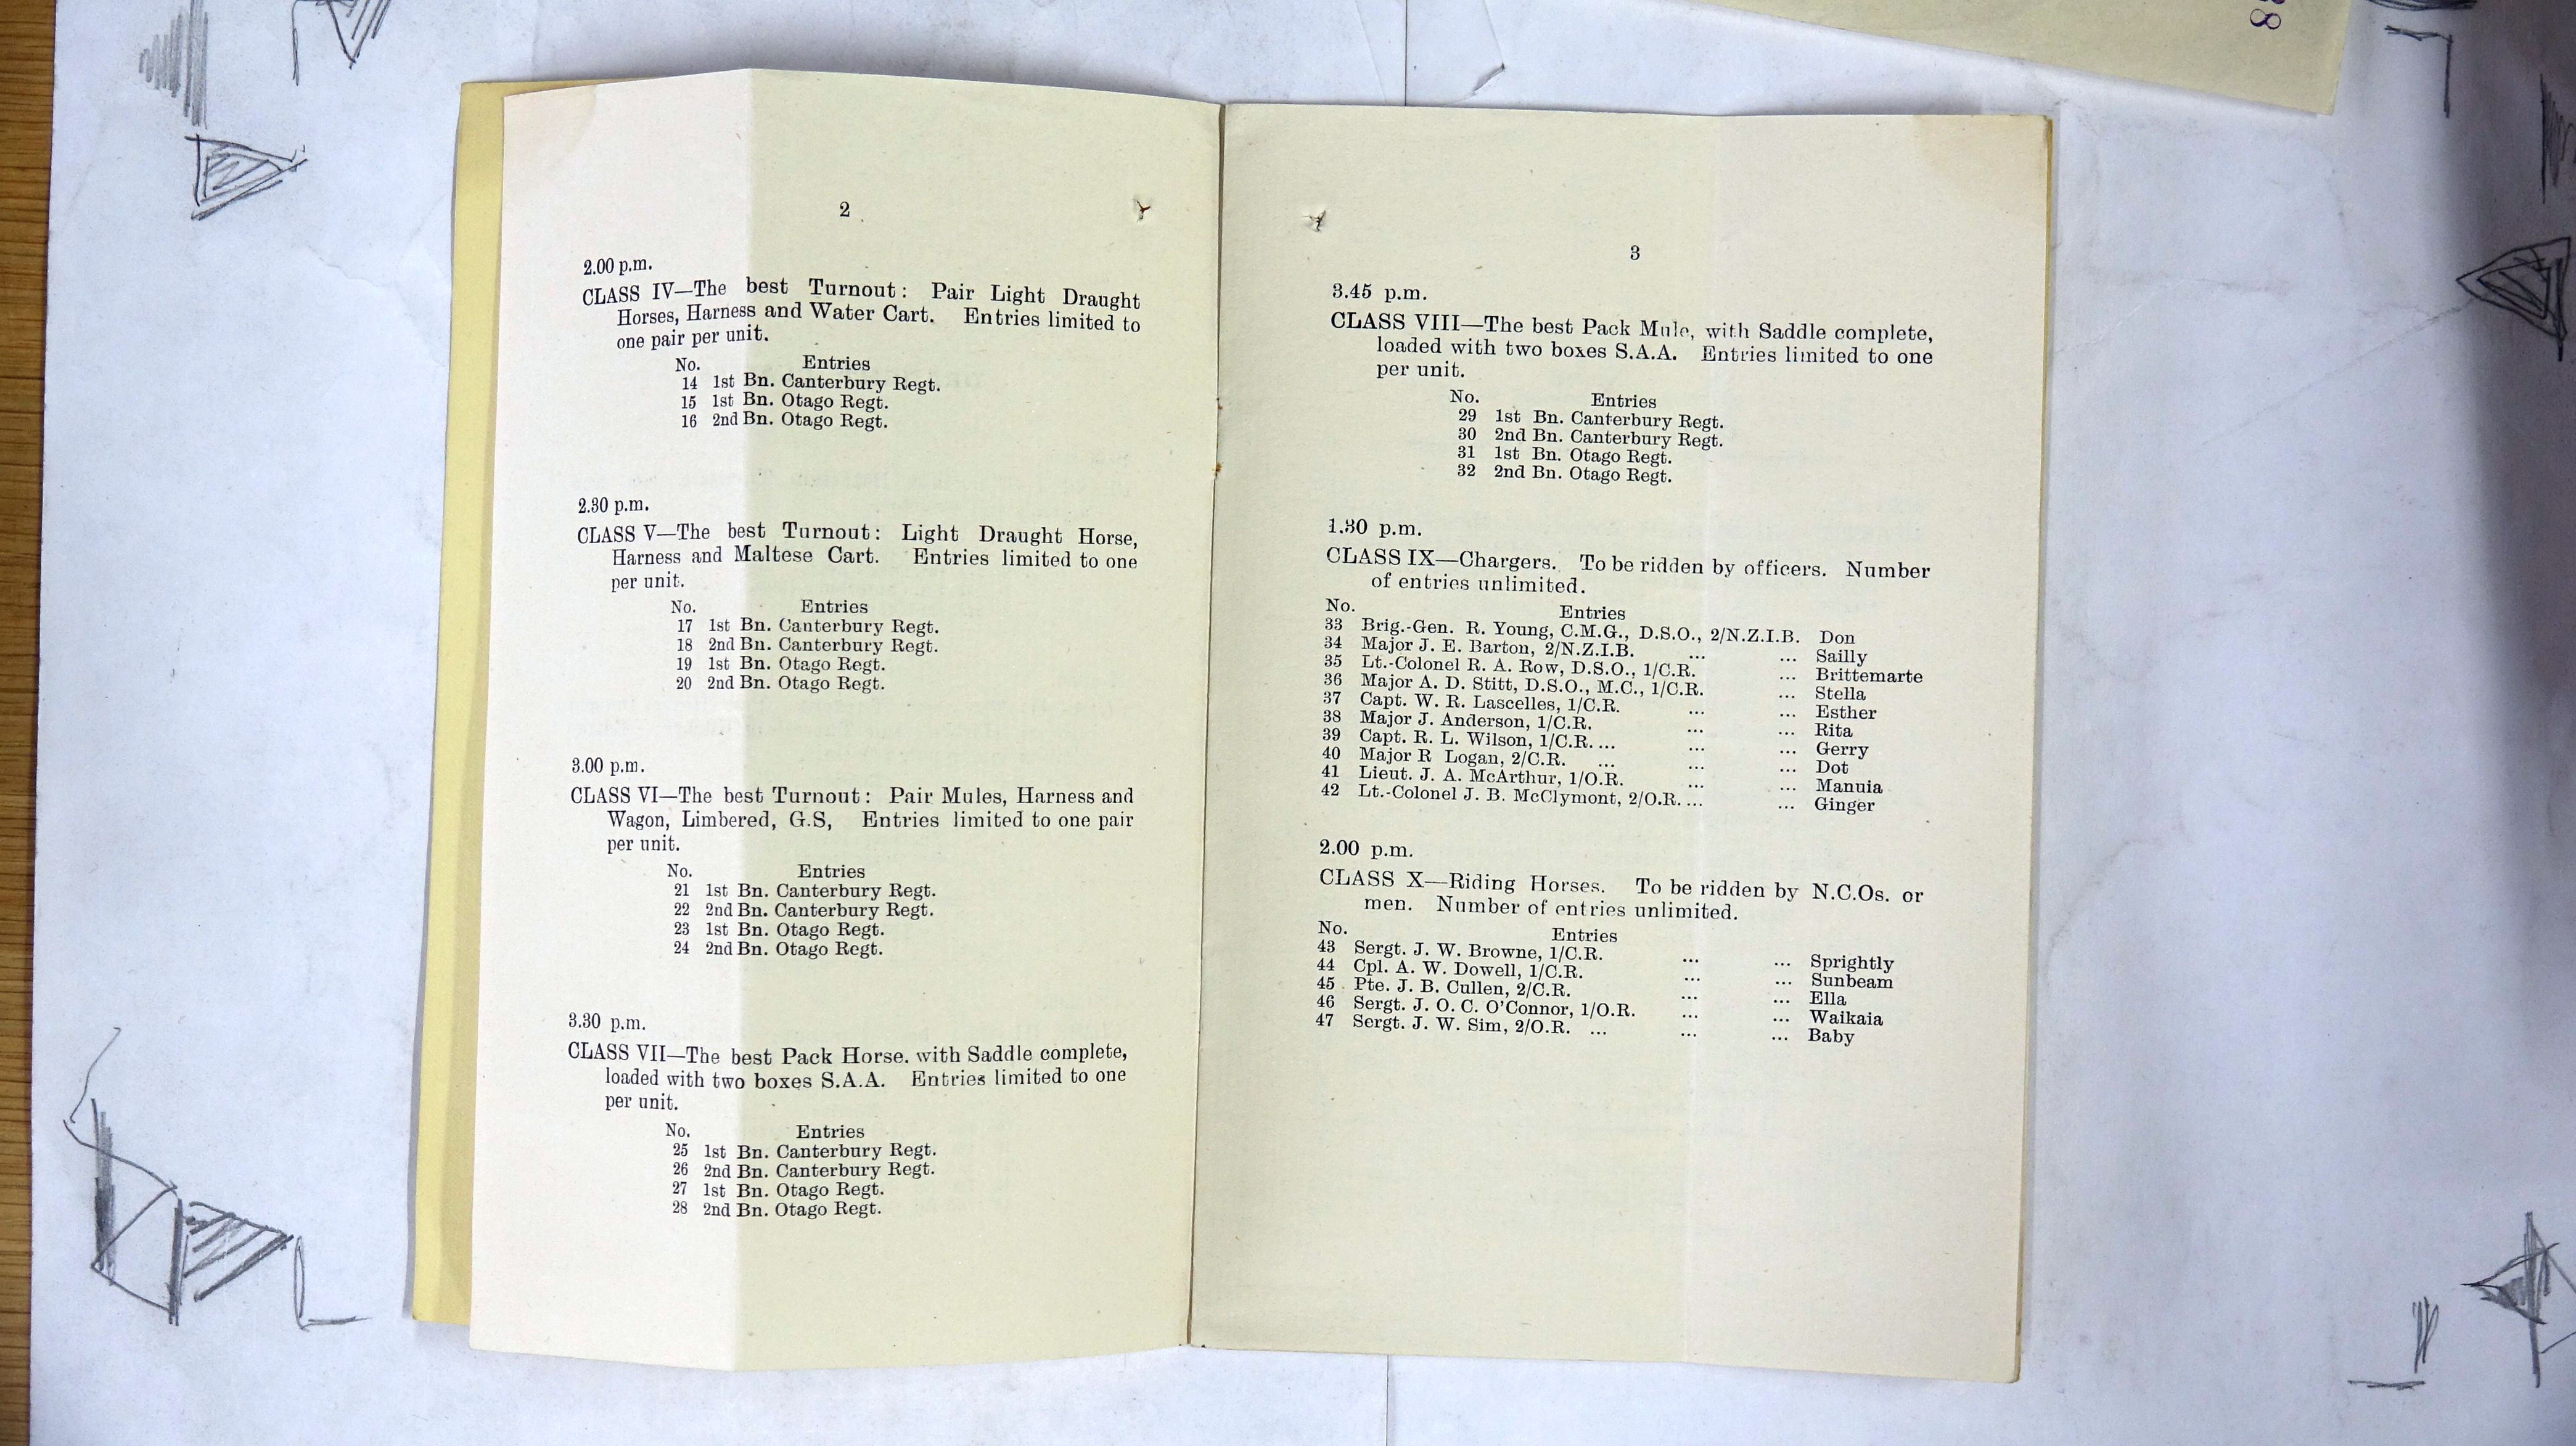 2
2.00 p.m.
CLASS IV—The best Turnout: Pair Light Draught
Horses, Harness and Water Cart. Entries limited to
one pair per unit.
No. Entries
14 1st Bn. Canterbury Regt.
15 1st Bn. Otago Regt.
16 2nd Bn. Otago Regt.
2.30 p.m.
CLASS V—The best Turnout: Light Draught Horse,
Harness and Maltese Cart. Entries limited to one
per unit.
No. Entries
17 1st Bn. Canterbury Regt.
18 2nd Bn. Canterbury Regt.
19 1st Bn. Otago Regt.
20 2nd Bn. Otago Regt.
3.00 p.m.
CLASS VI—The best Turnout: Pair Mules, Harness and
Wagon, Limbered, G.S, Entries limited to one pair
per unit.
No. Entries
21 1st Bn. Canterbury Regt.
22 2nd Bn. Canterbury Regt.
23 1st Bn. Otago Regt.
24 2nd Bn. Otago Regt.
3.30 p.m.
CLASS VII—The best Pack Horse. with Saddle complete,
loaded with two boxes S.A.A. Entries limited to one
per unit.
No. Entries
25 1st Bn. Canterbury Regt.
26 2nd Bn. Canterbury Regt.
27 1st Bn. Otago Regt.
28 2nd Bn. Otago Regt.
3
3.45 p.m.
CLASS VIII—The best Pack Mule, with Saddle complete,
loaded with two boxes S.A.A. Entries limited to one
per unit.
No. Entries
29 1st Bn. Canterbury Regt.
30 2nd Bn. Canterbury Regt.
31 1st Bn. Otago Regt.
32 2nd Bn. Otago Regt.
1.30 p.m.
CLASS IX—Chargers. To be ridden by officers. Number
of entries unlimited.
No. Entries
33 Brig.-Gen. R. Young, C.M.G., D.S.O., 2/N.Z.I.B. Don
34 Major J. E. Barton, 2/N.Z.I.B. ... ... Sailly
35 Lt.-Colonel R. A. Row, D.S.O., 1/C.R. ... Brittemarte
36 Major A. D. Stitt, D.S.O., M.C., 1/C.R. ... Stella
37 Capt. W. R. Lascelles, 1/C.R. ... ... Esther
38 Major J. Anderson, 1/C.R. ... ... Rita
39 Capt. R. L. Wilson, 1/C.R. ... ... ... Gerry
40 Major R Logan, 2/C.R. ... ... ... Dot
41 Lieut. J. A. McArthur, 1/O.R. ... ... Manuia
42 Lt.-Colonel J. B. McClymont, 2/O.R. ... ... Ginger
2.00 p.m.
CLASS X—Riding Horses. To be ridden by N.C.Os. or
men. Number of entries unlimited.
No. Entries
43 Sergt. J. W. Browne, 1/C.R. ... ... Sprightly
44 Cpl. A. W. Dowell, 1/C.R. ... ... Sunbeam
45 Pte. J. B. Cullen, 2/C.R. ... ... Ella
46 Sergt. J. O. C. O'Connor, 1/O.R. ... ... Waikaia
47 Sergt. J. W. Sim, 2/O.R. ... ... ... Baby